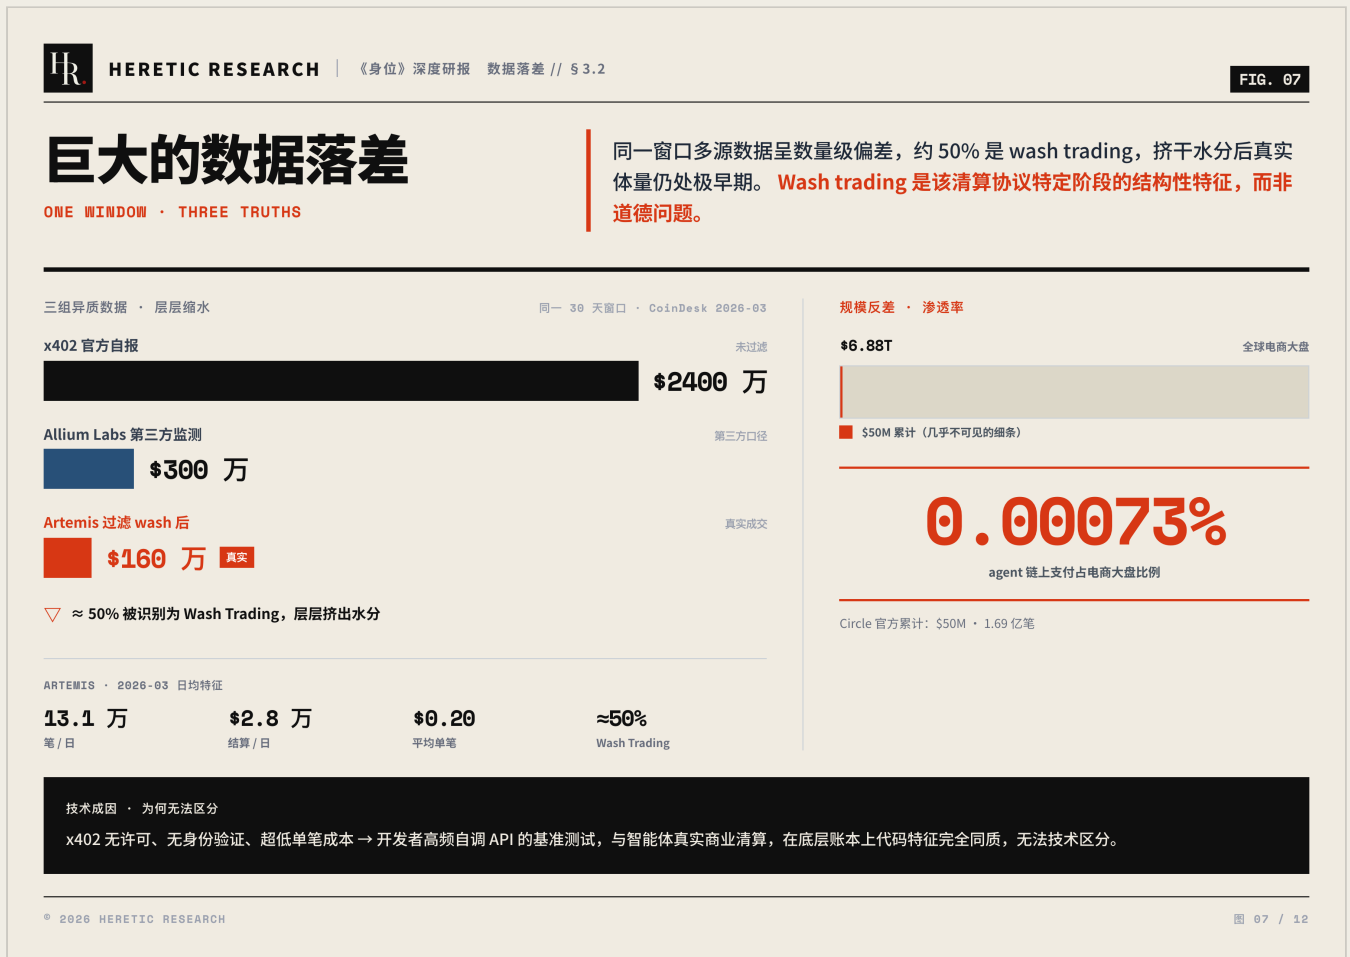 HR.
HERETIC RESEARCH
《身位》深度研报 数据落差 // § 3.2
FIG. 07
巨大的数据落差
ONE WINDOW · THREE TRUTHS
同一窗口多源数据呈数量级偏差，约 50% 是 wash trading，挤干水分后真实
体量仍处极早期。 Wash trading 是该清算协议特定阶段的结构性特征，而非
道德问题。
三组异质数据 · 层层缩水
同一 30 天窗口 · CoinDesk 2026-03
x402 官方自报
未过滤
$2400 万
Allium Labs 第三方监测
第三方口径
$300 万
Artemis 过滤 wash 后
真实成交
$160 万
真实
▽ ≈ 50% 被识别为 Wash Trading，层层挤出水分
ARTEMIS · 2026-03 日均特征
13.1 万
笔 / 日
$2.8 万
结算 / 日
$0.20
平均单笔
≈50%
Wash Trading
规模反差 · 渗透率
$6.88T
全球电商大盘
$50M 累计（几乎不可见的细条）
0.00073%
agent 链上支付占电商大盘比例
Circle 官方累计：$50M · 1.69 亿笔
技术成因 · 为何无法区分
x402 无许可、无身份验证、超低单笔成本 → 开发者高频自调 API 的基准测试，与智能体真实商业清算，在底层账本上代码特征完全同质，无法技术区分。
© 2026 HERETIC RESEARCH
图 07 / 12